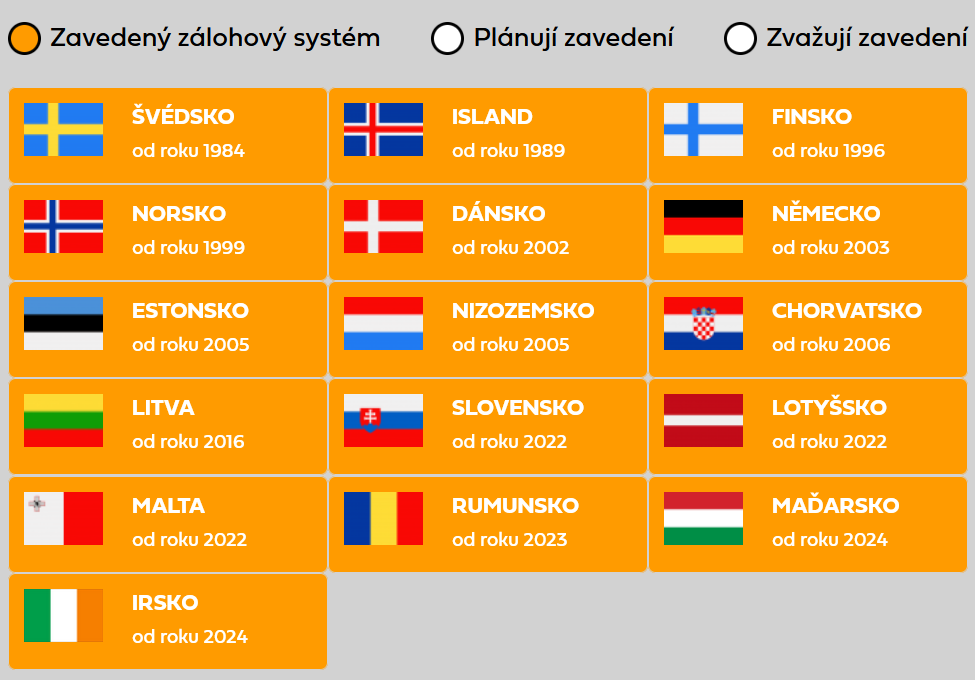 Zavedený zálohový systém
Plánují zavedení
Zvažují zavedení
ŠVÉDSKO
od roku 1984
ISLAND
od roku 1989
FINSKO
od roku 1996
NORSKO
od roku 1999
DÁNSKO
od roku 2002
NĚMECKO
od roku 2003
ESTONSKO
od roku 2005
NIZOZEMSKO
od roku 2005
CHORVATSKO
od roku 2006
LITVA
od roku 2016
SLOVENSKO
od roku 2022
LOTYŠSKO
od roku 2022
MALTA
od roku 2022
RUMUNSKO
od roku 2023
MAĎARSKO
od roku 2024
IRSKO
od roku 2024